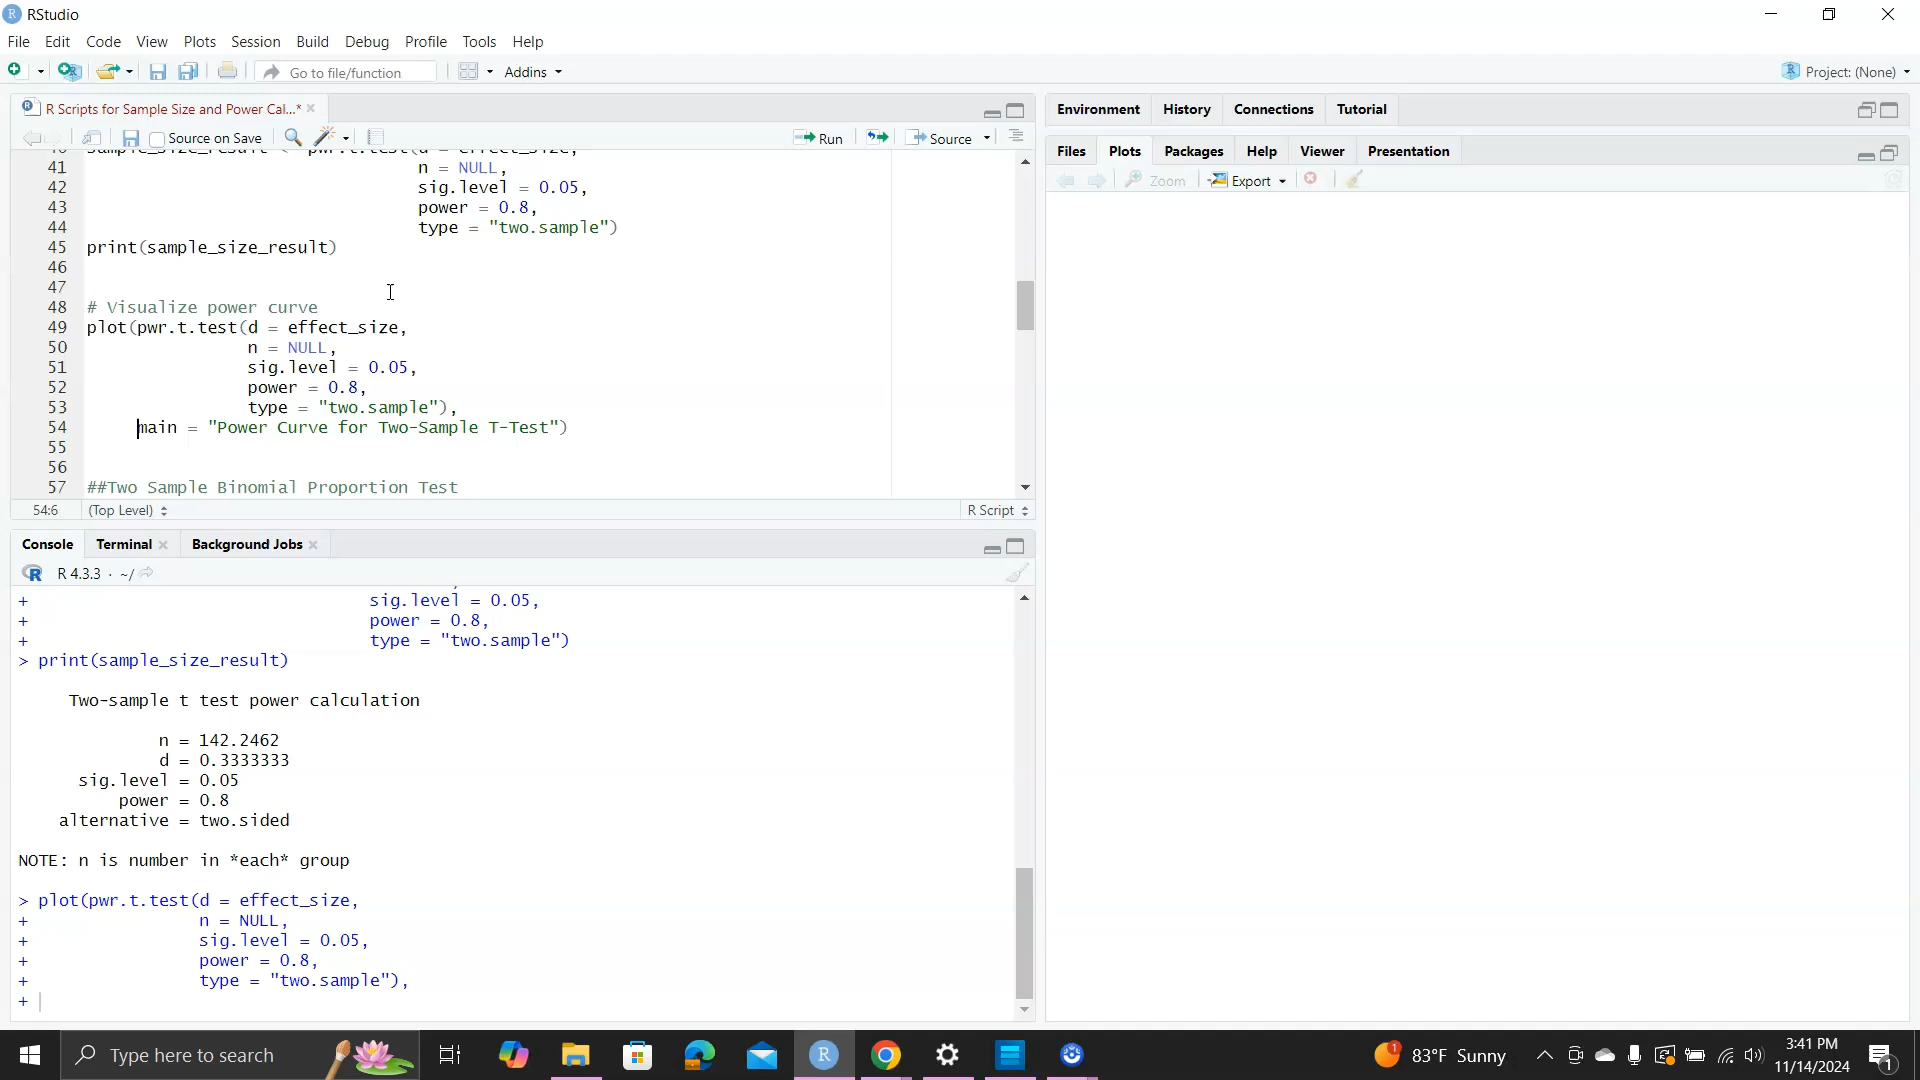 RStudio
File Edit Code View Plots Session Build Debug Profile Tools Help
Go to file/function Addins Project: (None)
R Scripts for Sample Size and Power Cal...*
Source on Save Run Source
41 n = NULL,
42 sig.level = 0.05,
43 power = 0.8,
44 type = "two.sample")
45 print(sample_size_result)
46
47
48 # Visualize power curve
49 plot(pwr.t.test(d = effect_size,
50 n = NULL,
51 sig.level = 0.05,
52 power = 0.8,
53 type = "two.sample"),
54 main = "Power Curve for Two-Sample T-Test")
55
56
57 ##Two Sample Binomial Proportion Test
54:6 (Top Level) R Script
Console Terminal Background Jobs
R 4.3.3 · ~/
+ sig.level = 0.05,
+ power = 0.8,
+ type = "two.sample")
> print(sample_size_result)
Two-sample t test power calculation
n = 142.2462
d = 0.3333333
sig.level = 0.05
power = 0.8
alternative = two.sided
NOTE: n is number in *each* group
> plot(pwr.t.test(d = effect_size,
+ n = NULL,
+ sig.level = 0.05,
+ power = 0.8,
+ type = "two.sample"),
+
Environment History Connections Tutorial
Files Plots Packages Help Viewer Presentation
Zoom Export
Type here to search
1 83°F Sunny
3:41 PM
11/14/2024
1